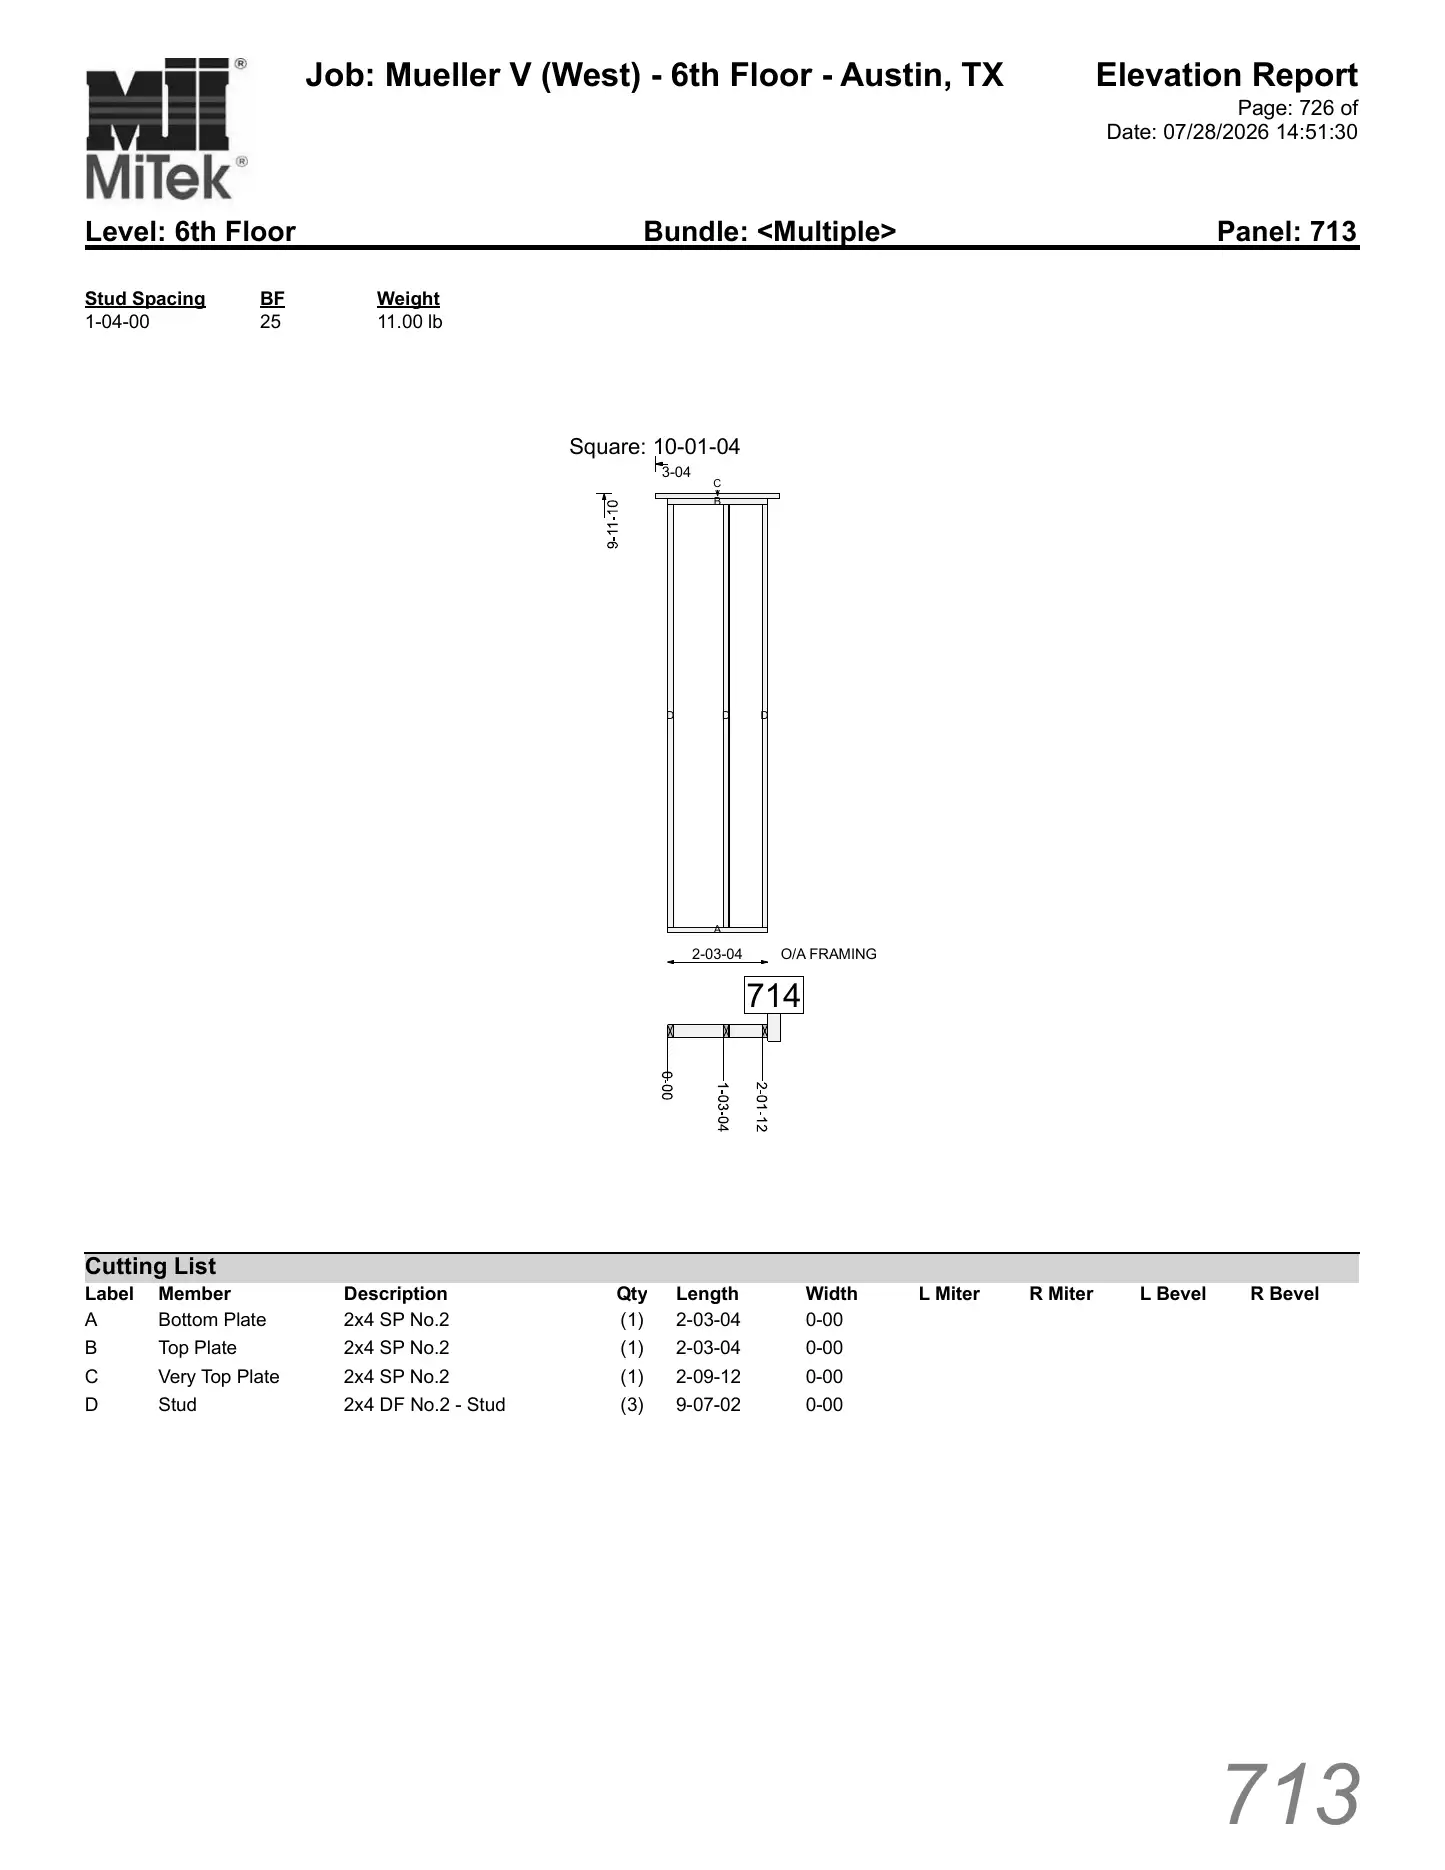 Job: Mueller V (West) - 6th Floor - Austin, TX
Elevation Report
Page: 726 of
Date: 07/28/2026 14:51:30
MiTek®
Level: 6th Floor Bundle: <Multiple> Panel: 713
Stud Spacing BF Weight
1-04-00 25 11.00 lb
Square: 10-01-04
3-04
C
B
9-11-10
D D D
A
2-03-04 O/A FRAMING
714
0-00 1-03-04 2-01-12
Cutting List
Label Member Description Qty Length Width L Miter R Miter L Bevel R Bevel
A Bottom Plate 2x4 SP No.2 (1) 2-03-04 0-00
B Top Plate 2x4 SP No.2 (1) 2-03-04 0-00
C Very Top Plate 2x4 SP No.2 (1) 2-09-12 0-00
D Stud 2x4 DF No.2 - Stud (3) 9-07-02 0-00
713